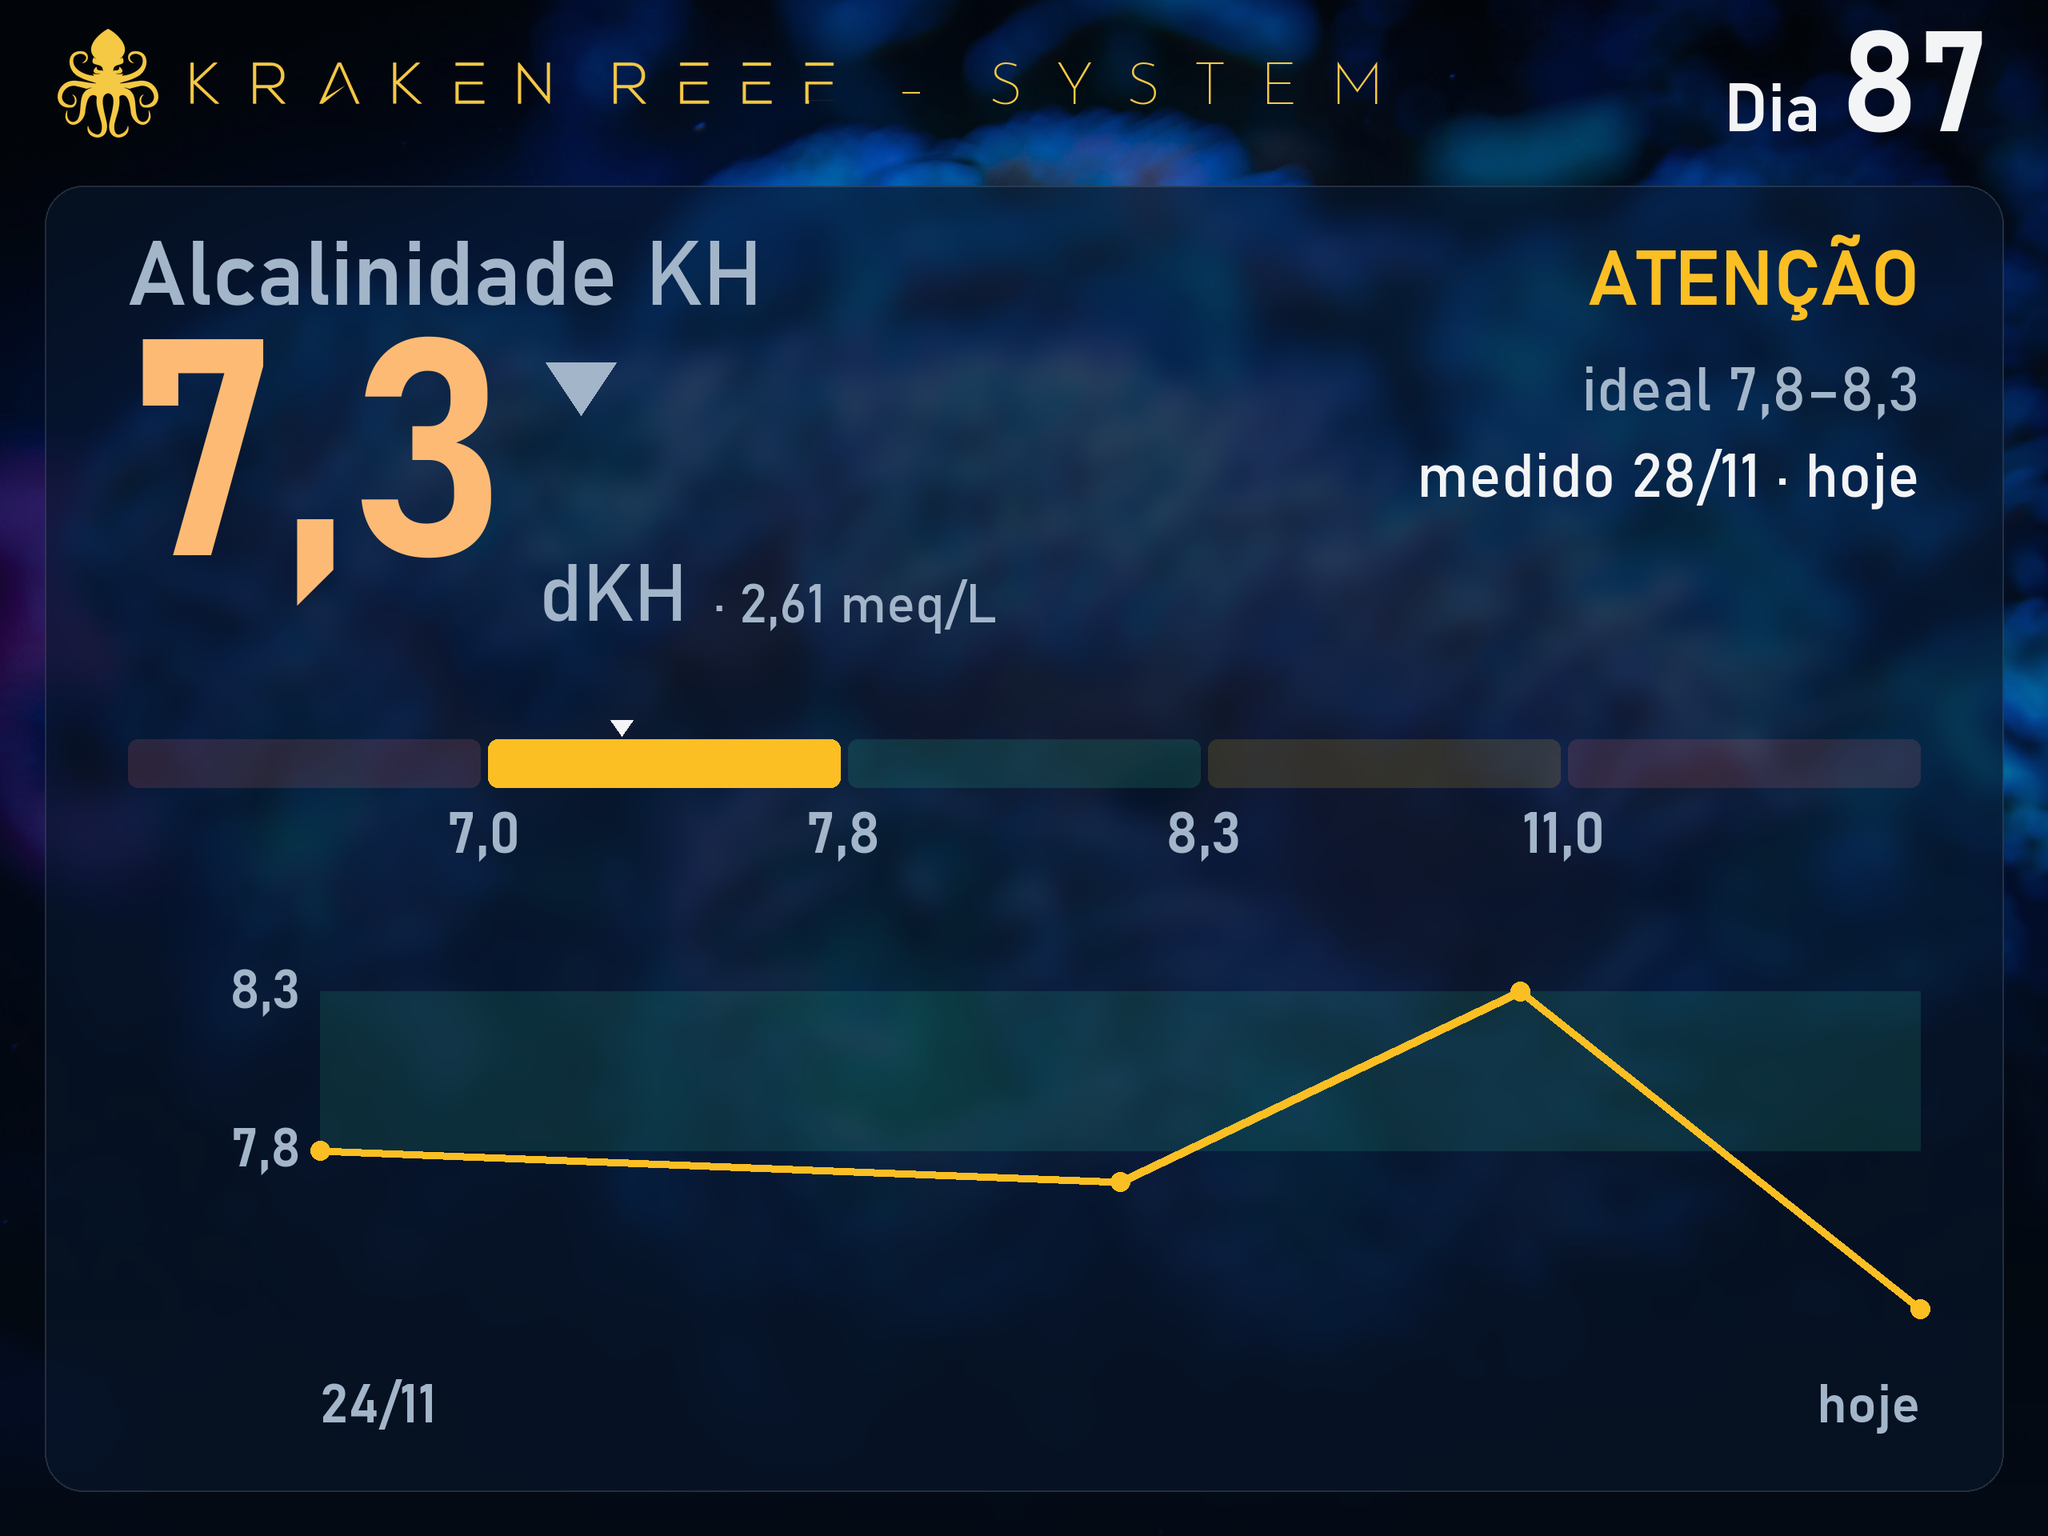 KRAKEN REEF - SYSTEM
Dia 87
Alcalinidade KH
ATENÇÃO
7,3
ideal 7,8–8,3
medido 28/11 · hoje
dKH · 2,61 meq/L
7,0 7,8 8,3 11,0
8,3
7,8
24/11 hoje